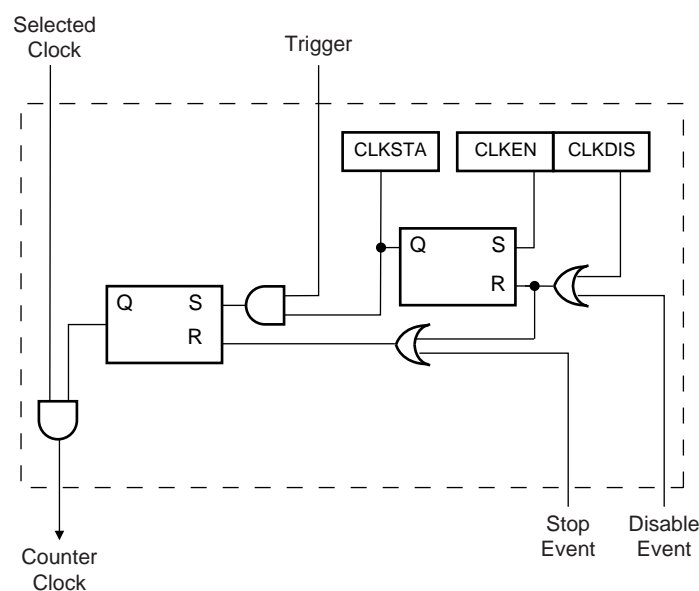 Selected
Clock
Trigger
CLKSTA
CLKEN
CLKDIS
Q
S
R
Q
S
R
Stop
Event
Disable
Event
Counter
Clock